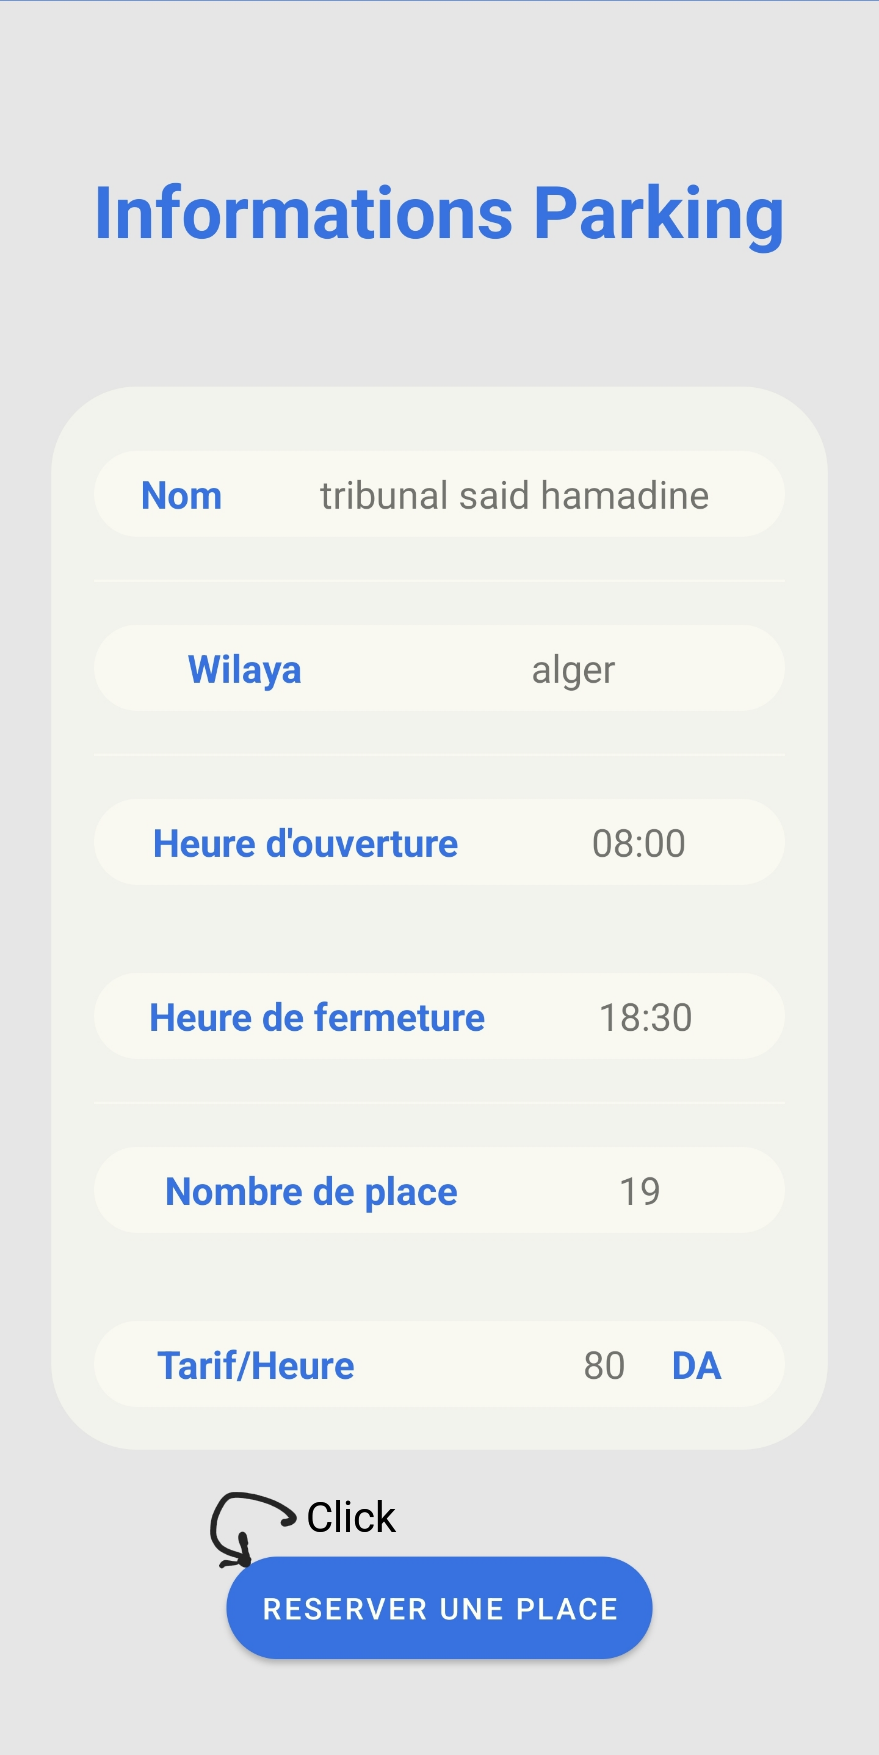 Informations Parking
Nom tribunal said hamadine
Wilaya alger
Heure d'ouverture 08:00
Heure de fermeture 18:30
Nombre de place 19
Tarif/Heure 80 DA
Click
RESERVER UNE PLACE